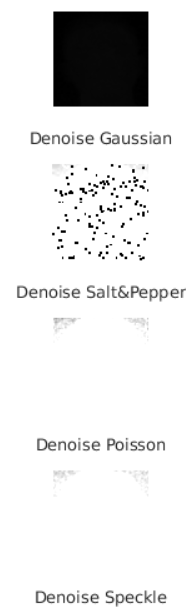 Denoise Gaussian
Denoise Salt&Pepper
Denoise Poisson
Denoise Speckle